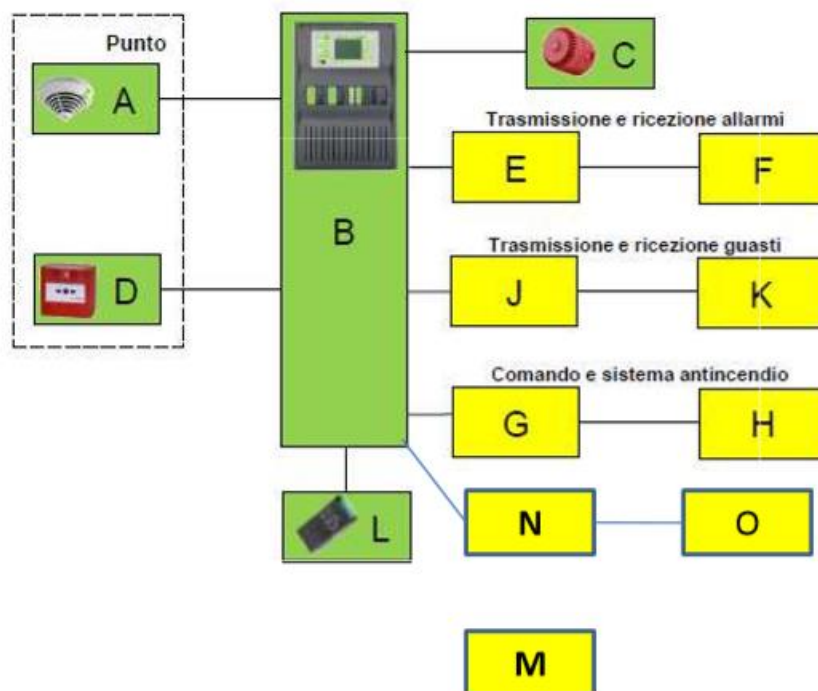 Punto
A
C
Trasmissione e ricezione allarmi
E
F
B
Trasmissione e ricezione guasti
D
J
K
Comando e sistema antincendio
G
H
L
N
O
M